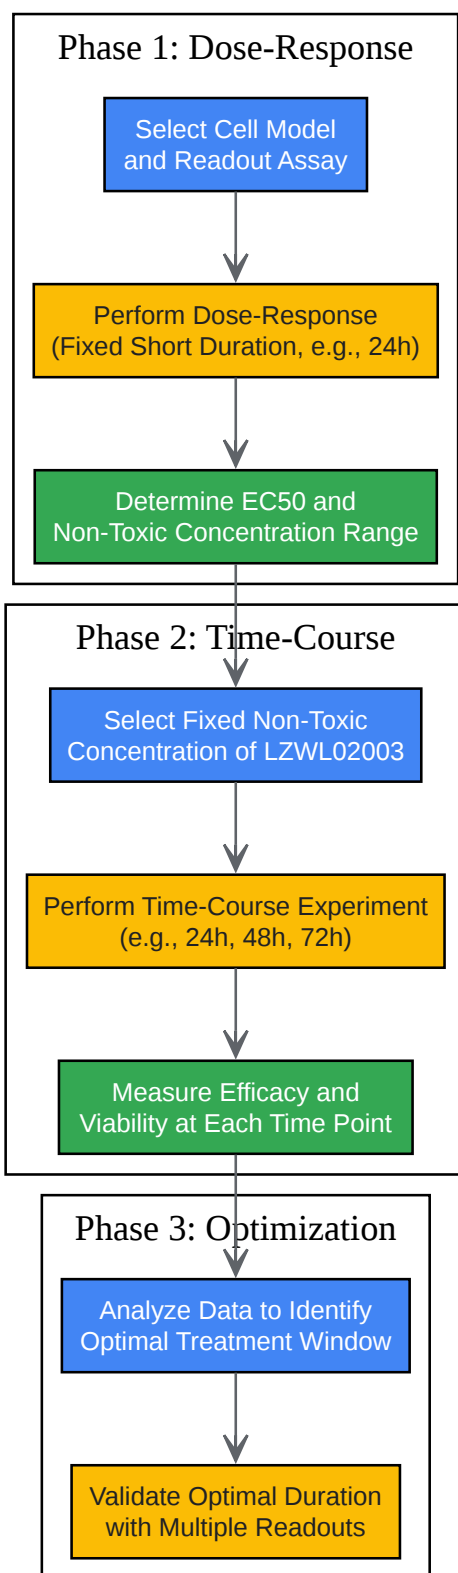 Phase 1: Dose-Response
Select Cell Model
and Readout Assay
Perform Dose-Response
(Fixed Short Duration, e.g., 24h)
Determine EC50 and
Non-Toxic Concentration Range
Phase 2: Time-Course
Select Fixed Non-Toxic
Concentration of LZWL02003
Perform Time-Course Experiment
(e.g., 24h, 48h, 72h)
Measure Efficacy and
Viability at Each Time Point
Phase 3: Optimization
Analyze Data to Identify
Optimal Treatment Window
Validate Optimal Duration
with Multiple Readouts